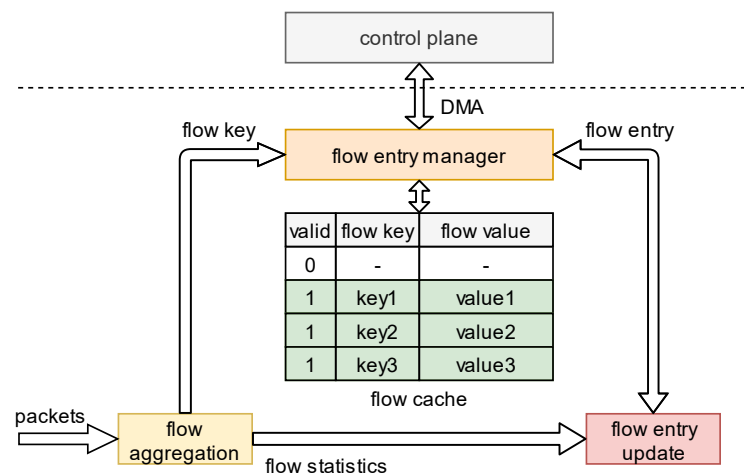 control plane
DMA
flow key
flow entry
flow entry manager
valid flow key flow value
0 - -
1 key1 value1
1 key2 value2
1 key3 value3
flow cache
packets
flow
aggregation
flow entry
update
flow statistics